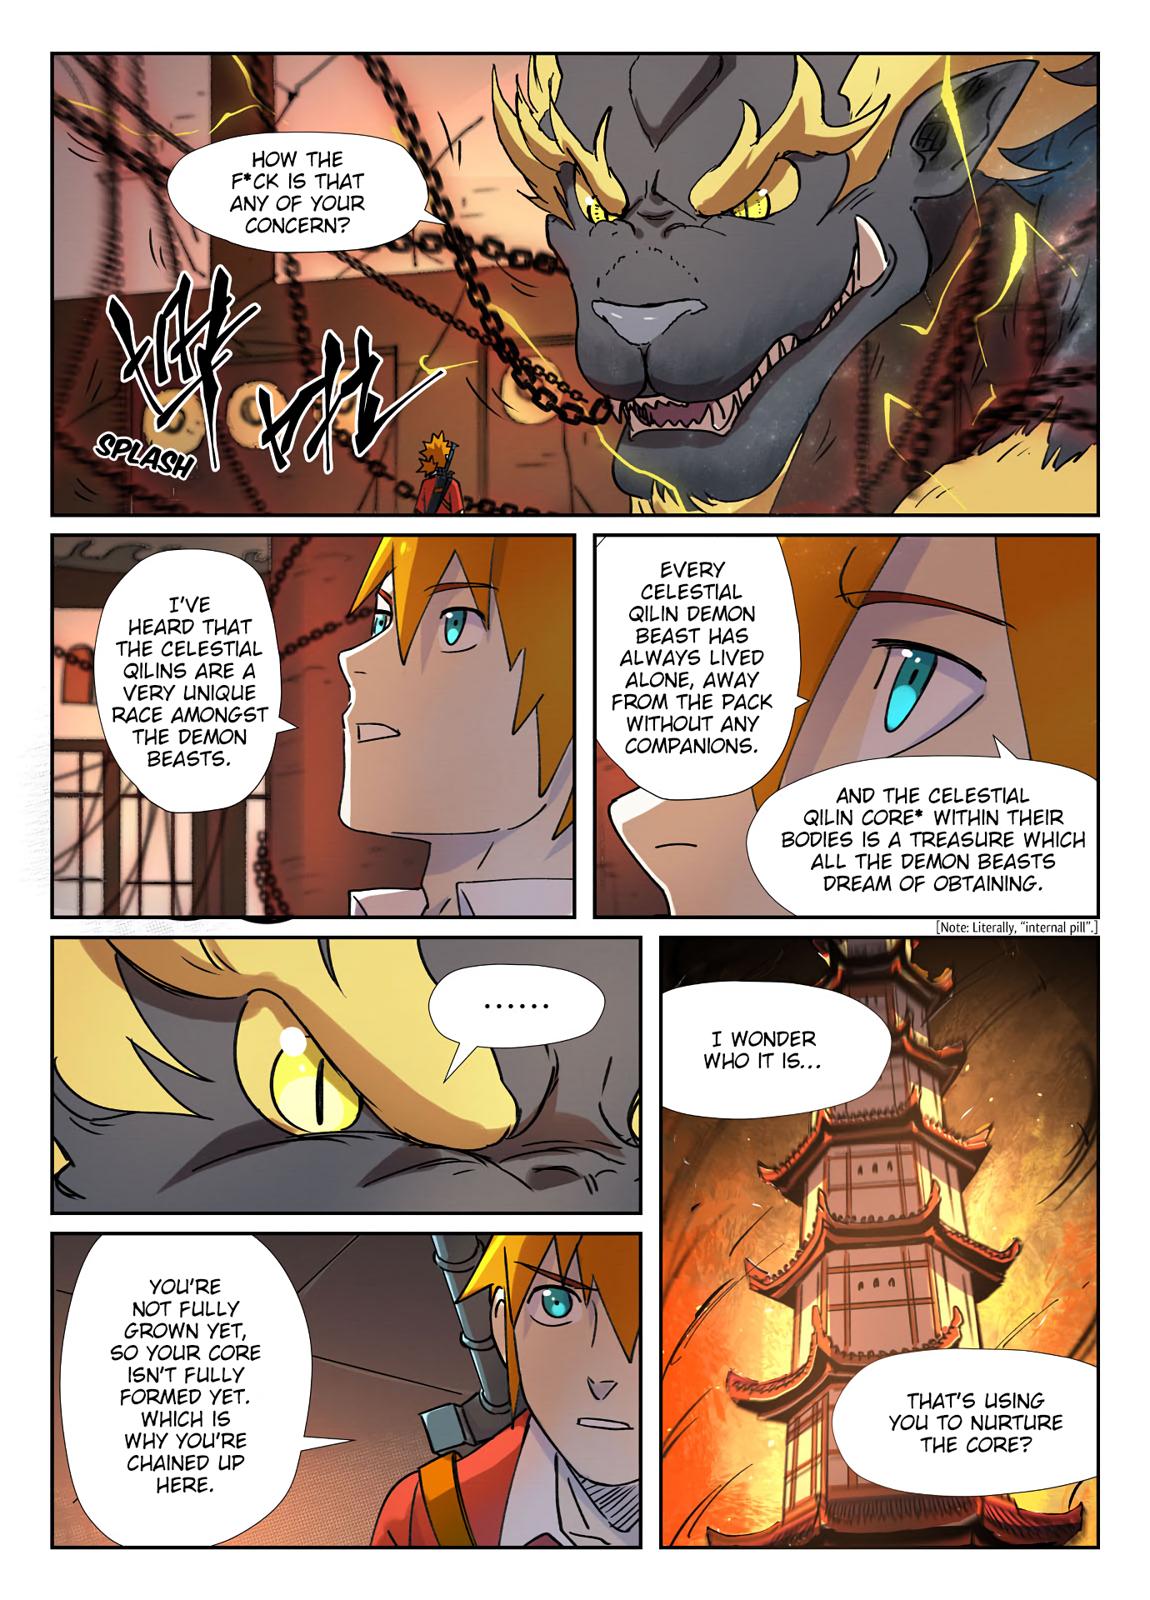 HOW THE
F*CK IS THAT
ANY OF YOUR
CONCERN?
SPLASH
I'VE
HEARD THAT
THE CELESTIAL
QILINS ARE A
VERY UNIQUE
RACE AMONGST
THE DEMON
BEASTS.
EVERY
CELESTIAL
QILIN DEMON
BEAST HAS
ALWAYS LIVED
ALONE, AWAY
FROM THE PACK
WITHOUT ANY
COMPANIONS.
AND THE CELESTIAL
QILIN CORE* WITHIN THEIR
BODIES IS A TREASURE WHICH
ALL THE DEMON BEASTS
DREAM OF OBTAINING.
[Note: Literally, “internal pill”.]
......
I WONDER
WHO IT IS...
YOU'RE
NOT FULLY
GROWN YET,
SO YOUR CORE
ISN'T FULLY
FORMED YET.
WHICH IS
WHY YOU'RE
CHAINED UP
HERE.
THAT'S USING
YOU TO NURTURE
THE CORE?